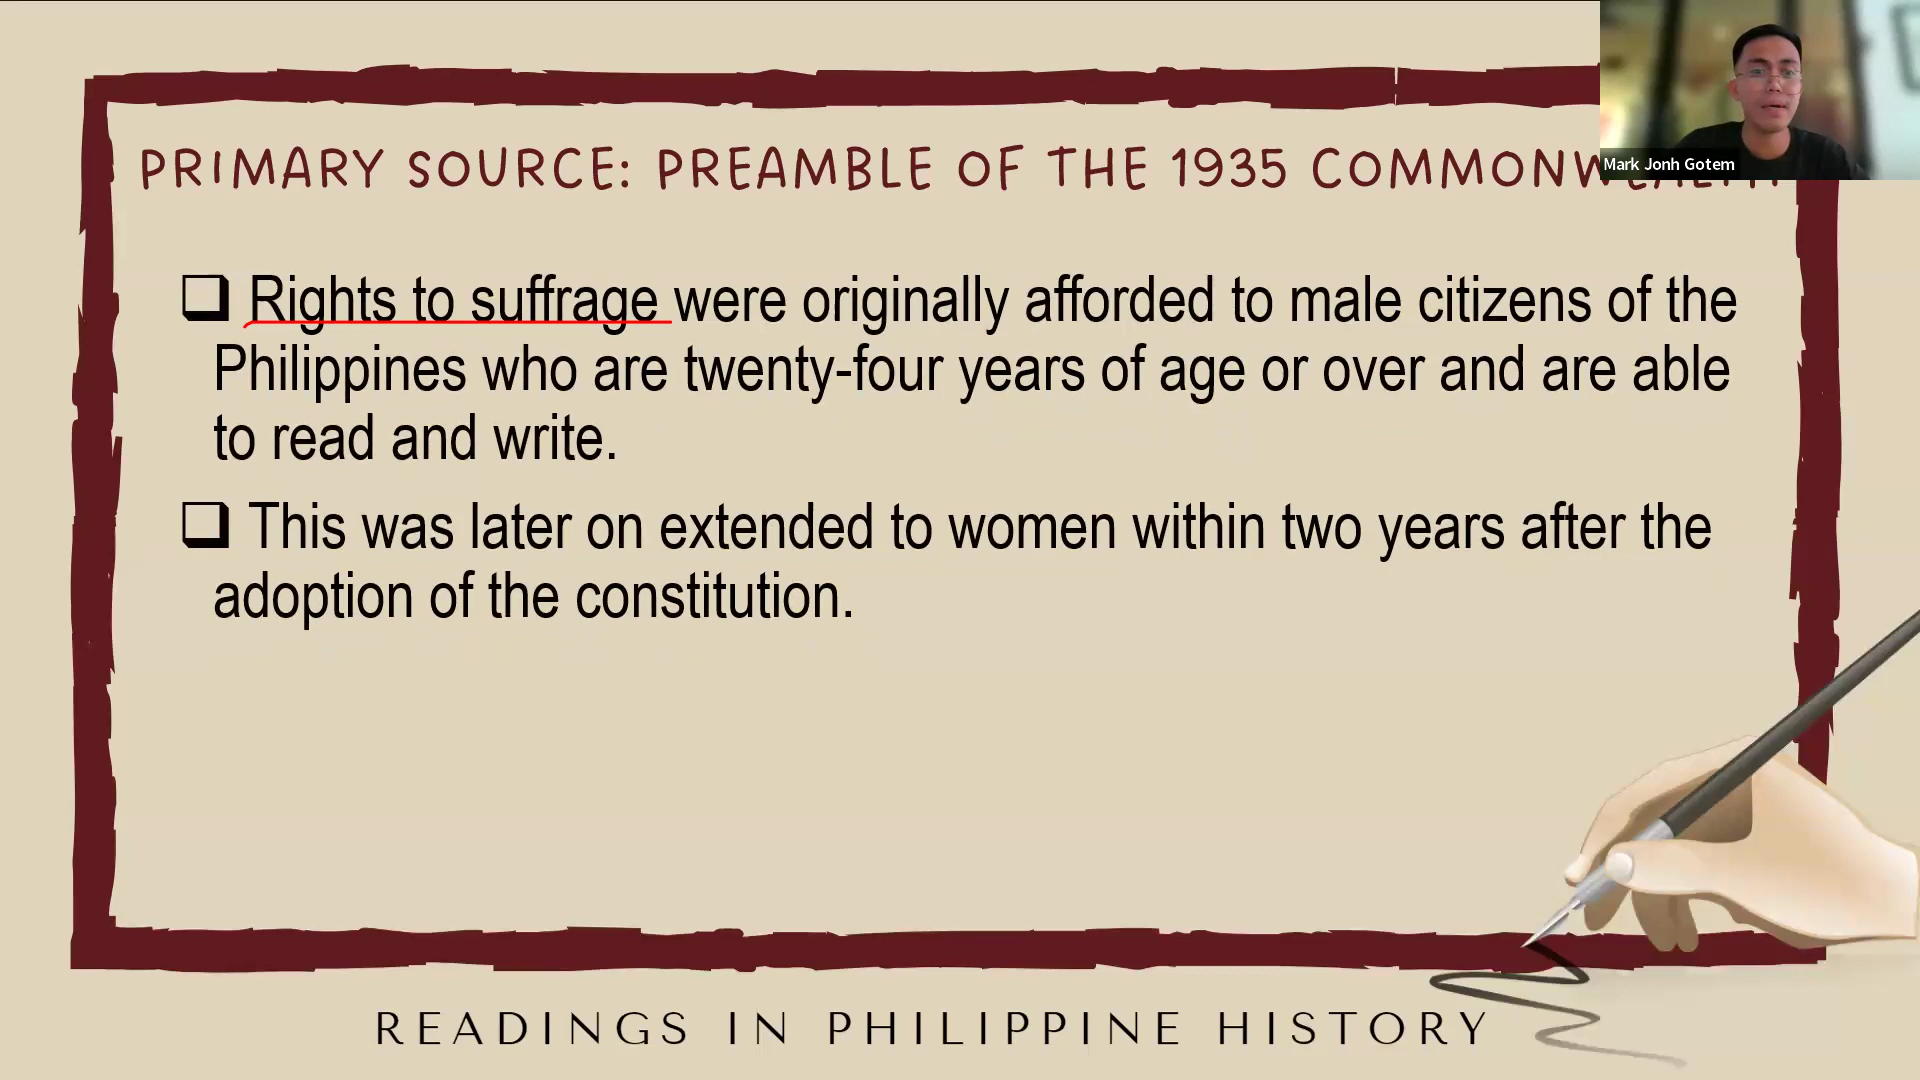 PRIMARY SOURCE: PREAMBLE OF THE 1935 COMMONWEALTH
Mark Jonh Gotem
❑ Rights to suffrage were originally afforded to male citizens of the
Philippines who are twenty-four years of age or over and are able
to read and write.
❑ This was later on extended to women within two years after the
adoption of the constitution.
READINGS IN PHILIPPINE HISTORY